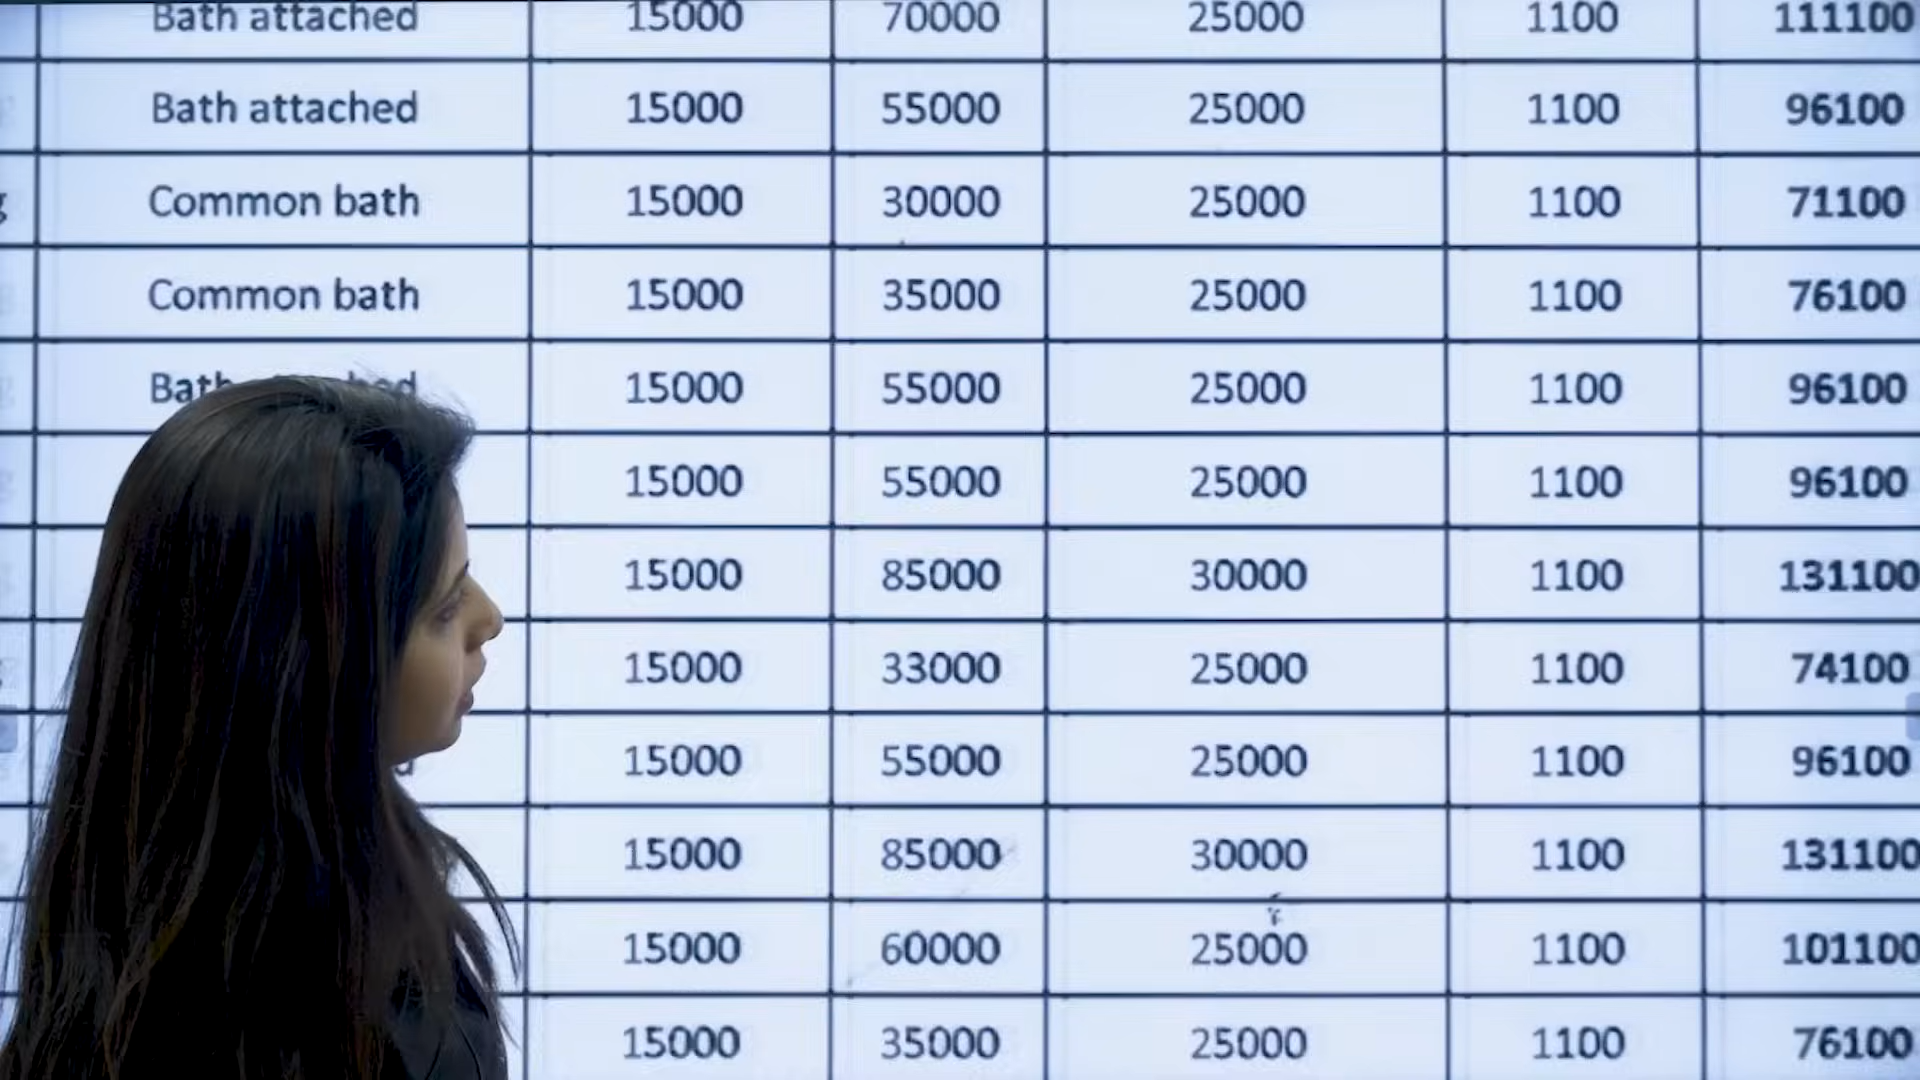 Bath attached 15000 70000 25000 1100 111100
Bath attached 15000 55000 25000 1100 96100
Common bath 15000 30000 25000 1100 71100
Common bath 15000 35000 25000 1100 76100
15000 55000 25000 1100 96100
15000 55000 25000 1100 96100
15000 85000 30000 1100 131100
15000 33000 25000 1100 74100
15000 55000 25000 1100 96100
15000 85000 30000 1100 131100
15000 60000 25000 1100 101100
15000 35000 25000 1100 76100